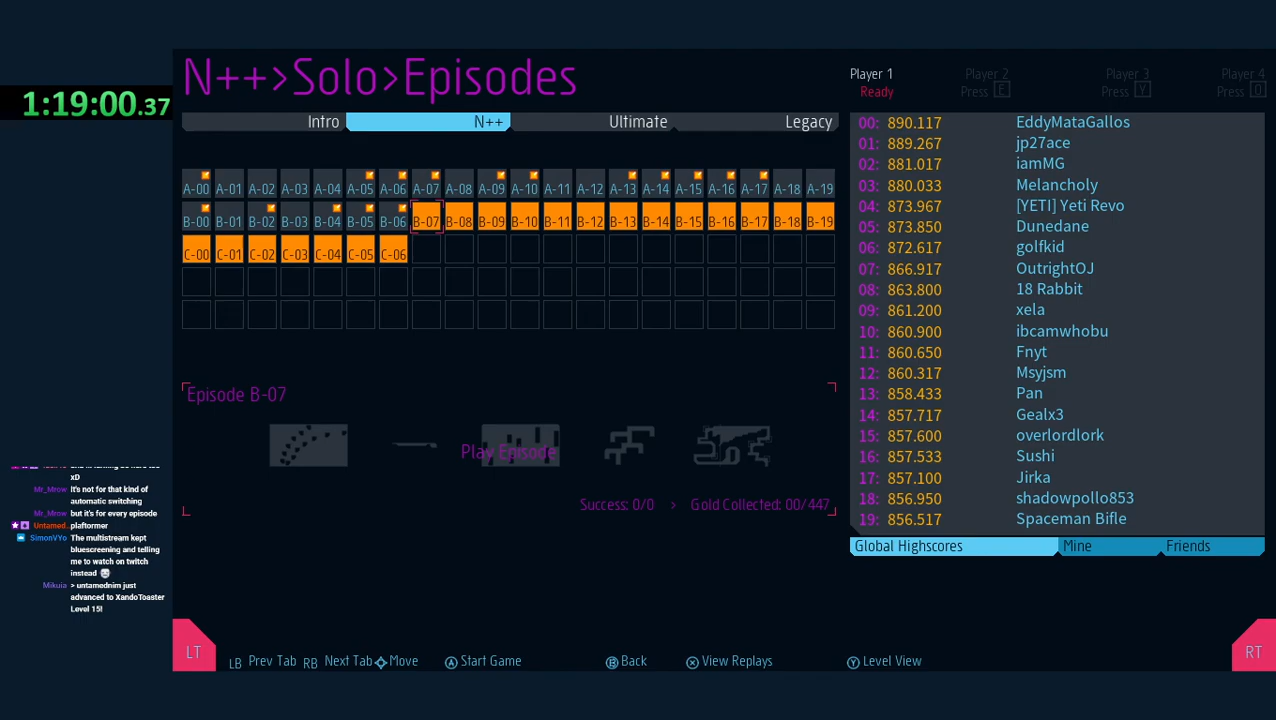 N++>Solo>Episodes
1:19:00.37
Intro
N++
Ultimate
Legacy
A-00 A-01 A-02 A-03 A-04 A-05 A-06 A-07 A-08 A-09 A-10 A-11 A-12 A-13 A-14 A-15 A-16 A-17 A-18 A-19
B-00 B-01 B-02 B-03 B-04 B-05 B-06 B-07 B-08 B-09 B-10 B-11 B-12 B-13 B-14 B-15 B-16 B-17 B-18 B-19
C-00 C-01 C-02 C-03 C-04 C-05 C-06
Episode B-07
Play Episode
Success: 0/0 > Gold Collected: 00/447
Player 1
Ready
Player 2
Press E
Player 3
Press Y
Player 4
Press O
00: 890.117 EddyMataGallos
01: 889.267 jp27ace
02: 881.017 iamMG
03: 880.033 Melancholy
04: 873.967 [YETI] Yeti Revo
05: 873.850 Dunedane
06: 872.617 golfkid
07: 866.917 OutrightOJ
08: 863.800 18 Rabbit
09: 861.200 xela
10: 860.900 ibcamwhobu
11: 860.650 Fnyt
12: 860.317 Msyjsm
13: 858.433 Pan
14: 857.717 Gealx3
15: 857.600 overlordlork
16: 857.533 Sushi
17: 857.100 Jirka
18: 856.950 shadowpollo853
19: 856.517 Spaceman Bifle
Global Highscores
Mine
Friends
xD
Mr_Mrow It's not for that kind of
automatic switching
Mr_Mrow but it's for every episode
Untamed.. plaftormer
SimonVYo The multistream kept
bluescreening and telling
me to watch on twitch
instead
Mikuia > untamednim just
advanced to XandoToaster
Level 15!
LT
LB Prev Tab RB Next Tab Move A Start Game B Back X View Replays Y Level View
RT